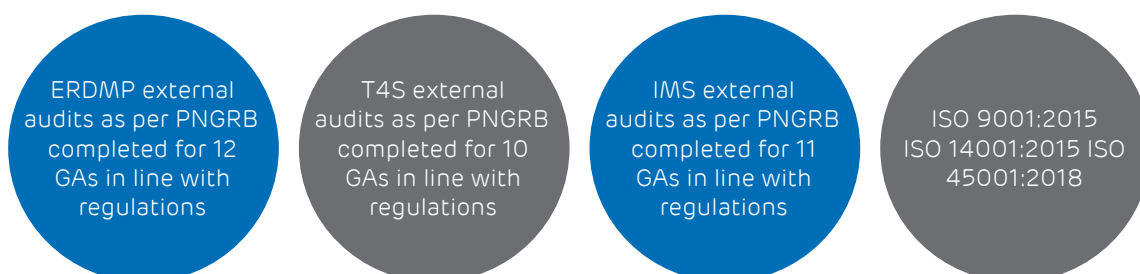 ERDMP external
audits as per PNGRB
completed for 12
GAs in line with
regulations
T4S external
audits as per PNGRB
completed for 10
GAs in line with
regulations
IMS external
audits as per PNGRB
completed for 11
GAs in line with
regulations
ISO 9001:2015
ISO 14001:2015 ISO
45001:2018